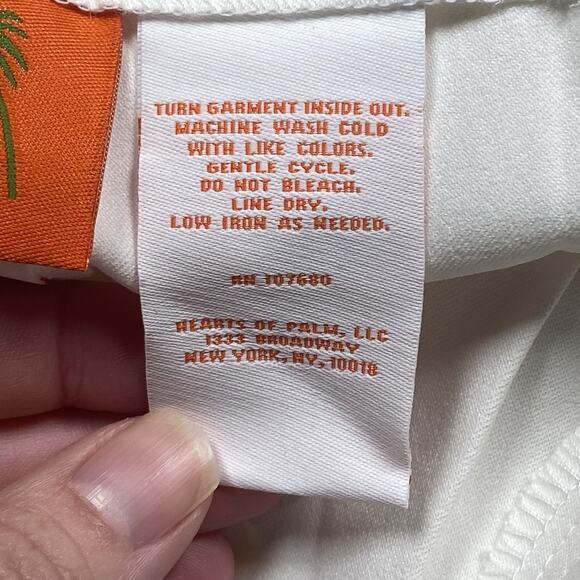 TURN GARMENT INSIDE OUT.
MACHINE WASH COLD
WITH LIKE COLORS.
GENTLE CYCLE.
DO NOT BLEACH.
LINE DRY.
LOW IRON AS NEEDED.
RN 107680
HEARTS OF PALM, LLC
1333 BROADWAY
NEW YORK, NY, 10018